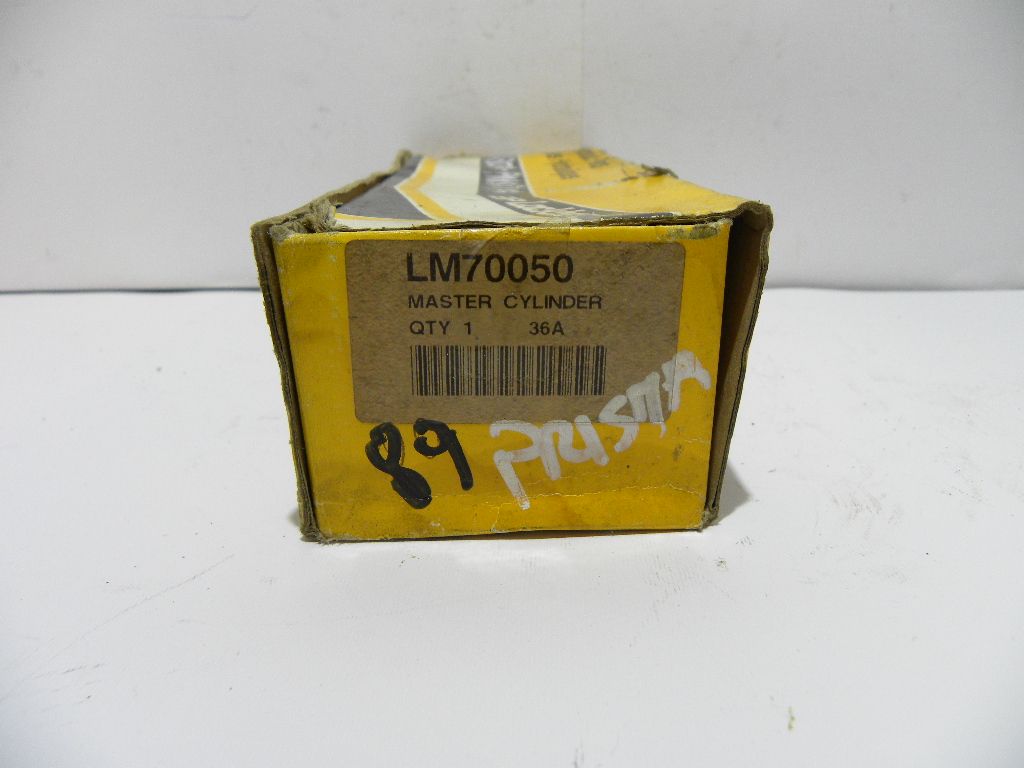 LM70050
MASTER CYLINDER
QTY 1 36A
89 PRISMA